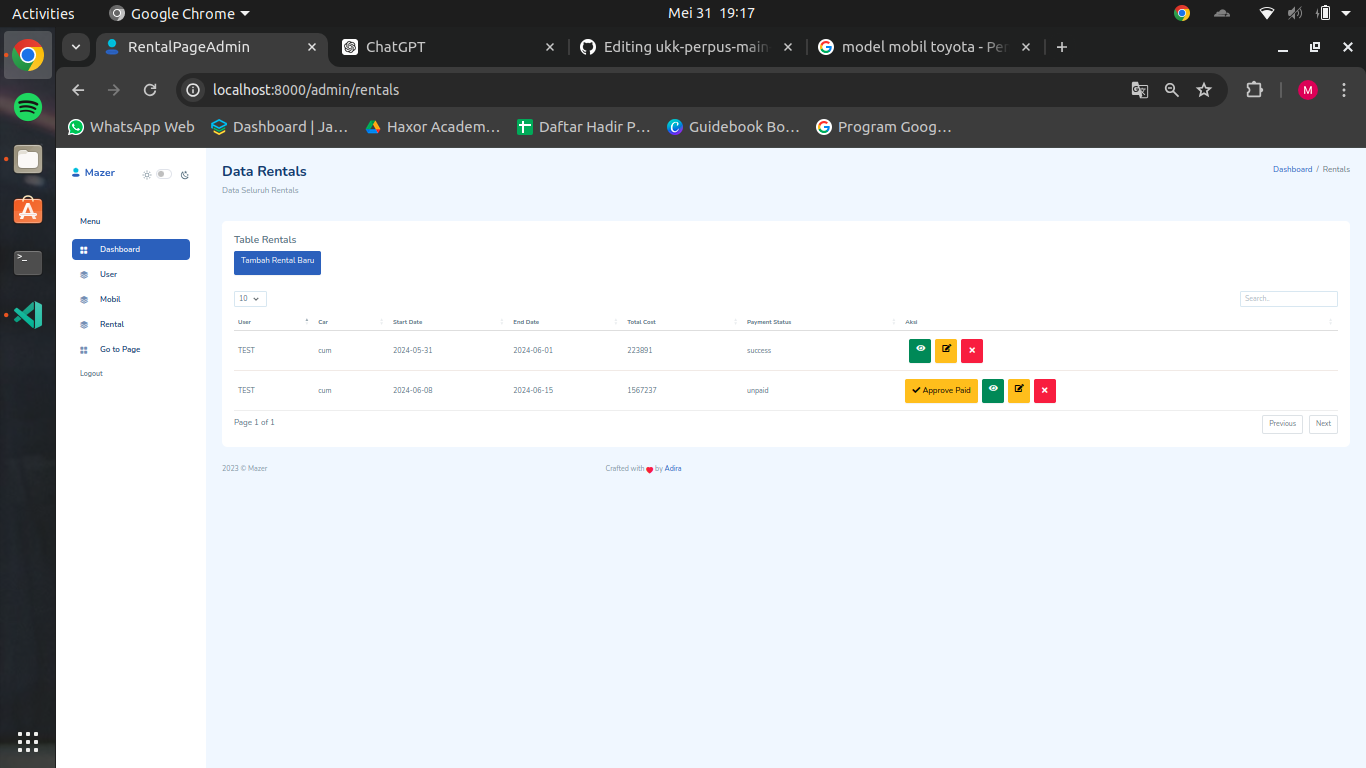 Activities
Google Chrome
Mei 31 19:17
RentalPageAdmin
ChatGPT
Editing ukk-perpus-main
model mobil toyota - Pe
localhost:8000/admin/rentals
M
WhatsApp Web
Dashboard | Ja...
Haxor Academ...
Daftar Hadir P...
Guidebook Bo...
Program Goog...
Mazer
Menu
Dashboard
User
Mobil
Rental
Go to Page
Logout
Data Rentals
Data Seluruh Rentals
Dashboard / Rentals
Table Rentals
Tambah Rental Baru
10
Search..
User Car Start Date End Date Total Cost Payment Status Aksi
TEST cum 2024-05-31 2024-06-01 223891 success
TEST cum 2024-06-08 2024-06-15 1567237 unpaid Approve Paid
Page 1 of 1
Previous Next
2023 © Mazer
Crafted with by Adira